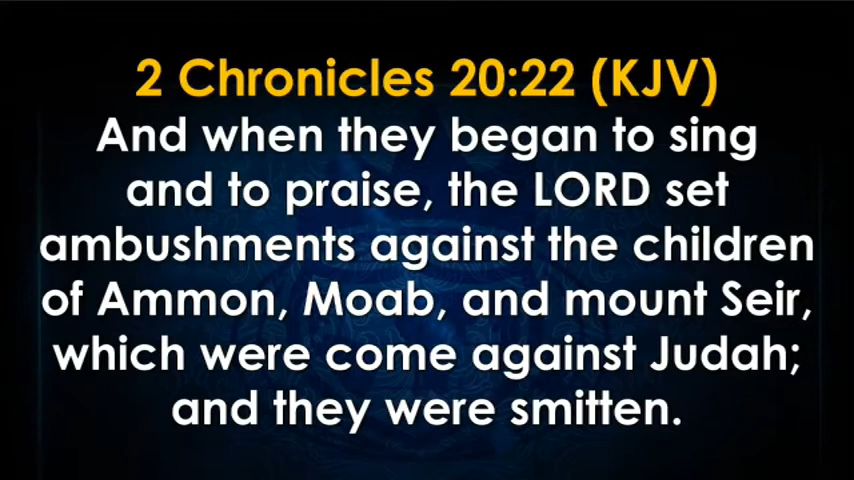 2 Chronicles 20:22 (KJV)
And when they began to sing
and to praise, the LORD set
ambushments against the children
of Ammon, Moab, and mount Seir,
which were come against Judah;
and they were smitten.